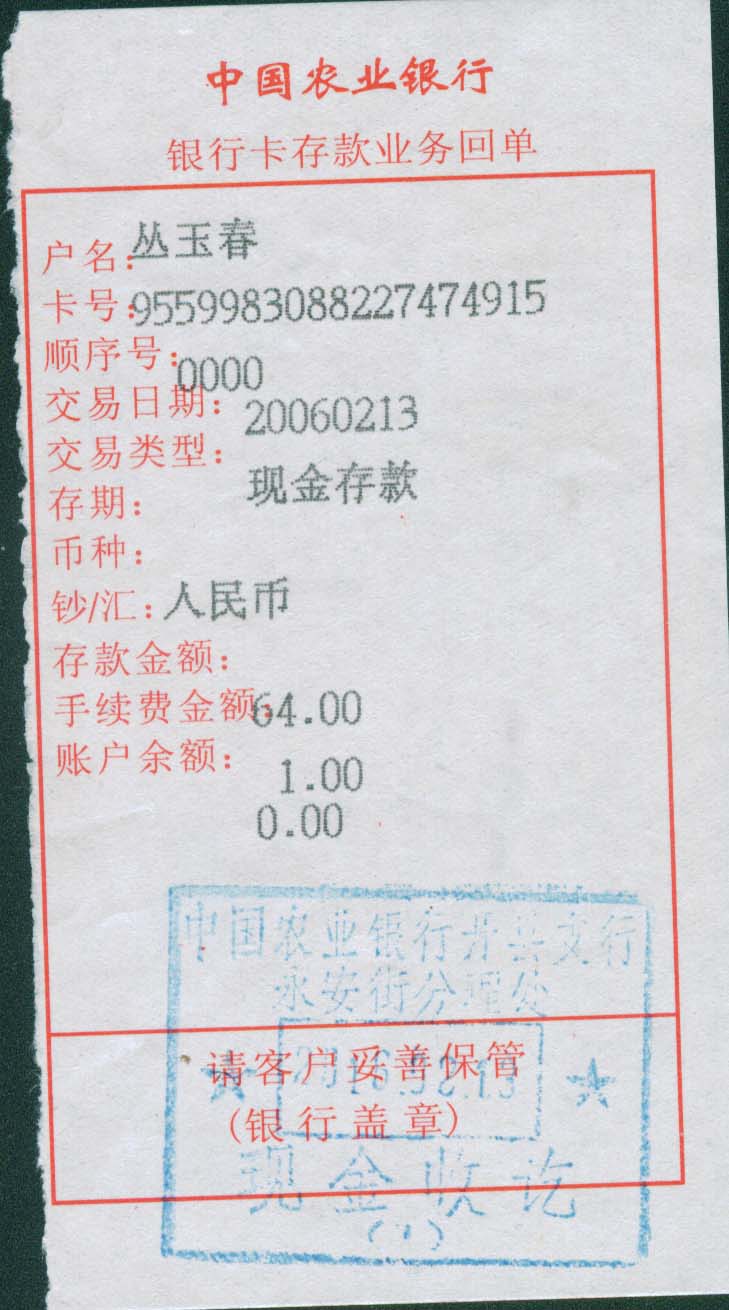 中国农业银行
银行卡存款业务回单
户名:丛玉春
卡号:9559983088227474915
顺序号:0000
交易日期:20060213
交易类型:现金存款
存期:
币种:
钞/汇:人民币
存款金额:
手续费金额:64.00
账户余额:
1.00
0.00
中国农业银行开县支行
永安街分理处
请客户妥善保管
(银行盖章)
现金收讫
(1)